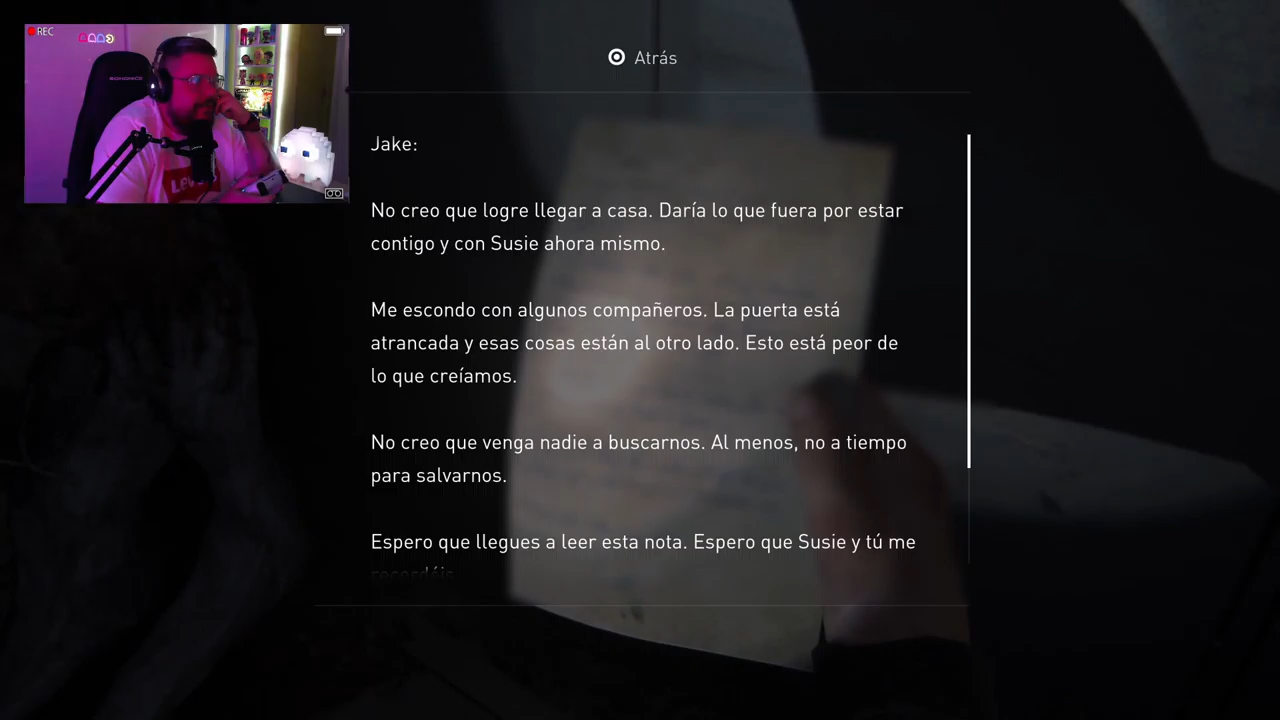 REC
Atrás
Jake:
No creo que logre llegar a casa. Daría lo que fuera por estar
contigo y con Susie ahora mismo.
Me escondo con algunos compañeros. La puerta está
atrancada y esas cosas están al otro lado. Esto está peor de
lo que creíamos.
No creo que venga nadie a buscarnos. Al menos, no a tiempo
para salvarnos.
Espero que llegues a leer esta nota. Espero que Susie y tú me
recordéis